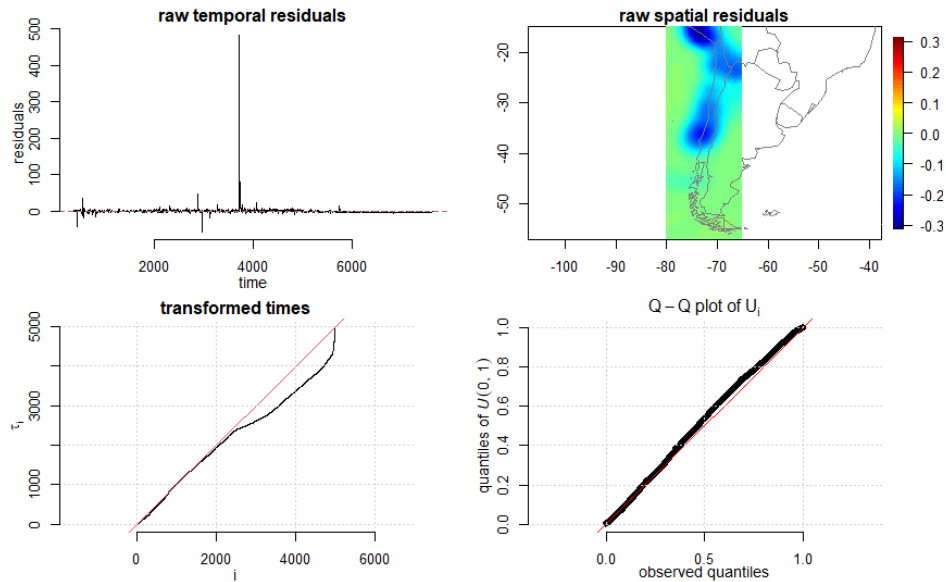 raw temporal residuals
residuals
500
400
300
200
100
0
2000 4000 6000
time
raw spatial residuals
-20
-30
-40
-50
-100 -90 -80 -70 -60 -50 -40
0.3
0.2
0.1
0.0
-0.1
-0.2
-0.3
transformed times
τi
5000
3000
1000
0
0 2000 4000 6000
i
Q – Q plot of Ui
quantiles of U(0, 1)
1.0
0.8
0.6
0.4
0.2
0.0
0.0 0.5 1.0
observed quantiles